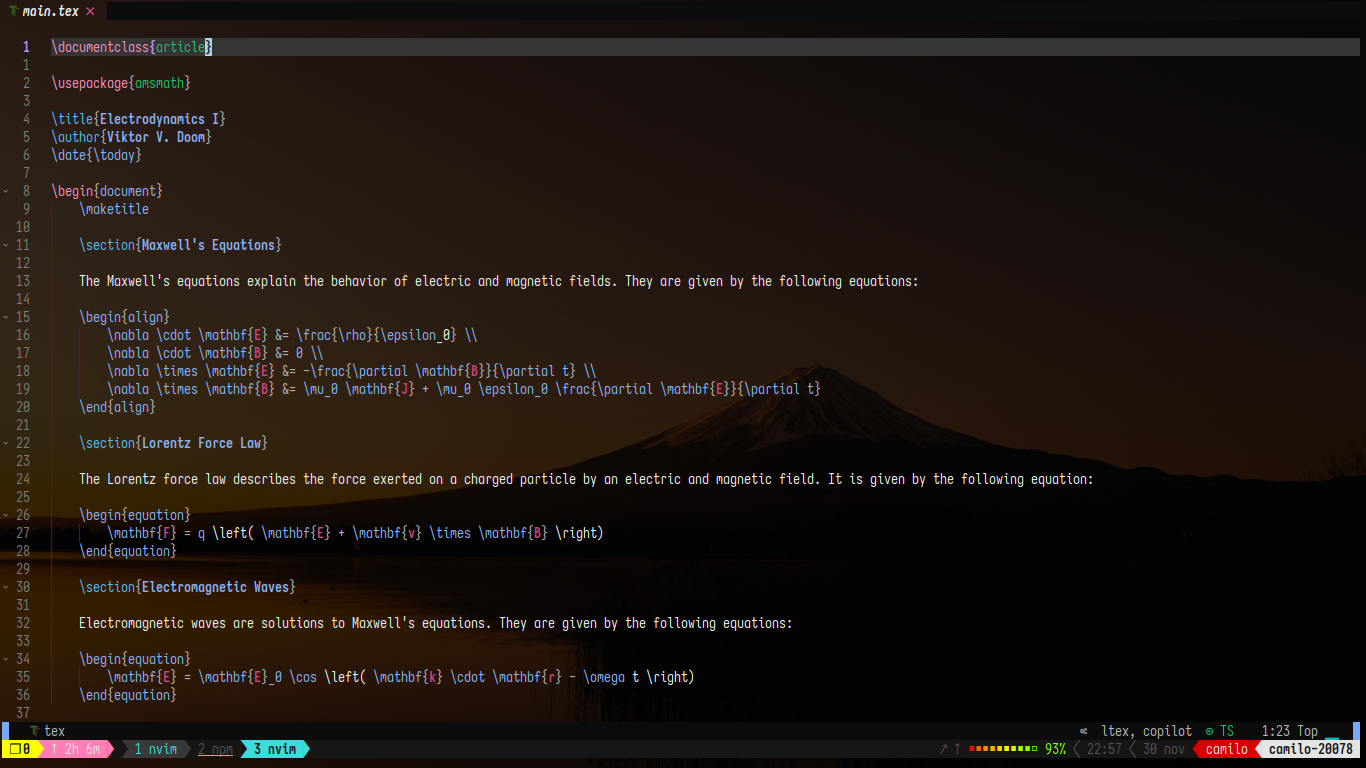 main.tex ×
1 \documentclass{article}
1
2 \usepackage{amsmath}
3
4 \title{Electrodynamics I}
5 \author{Viktor V. Doom}
6 \date{\today}
7
8 \begin{document}
9 \maketitle
10
11 \section{Maxwell's Equations}
12
13 The Maxwell's equations explain the behavior of electric and magnetic fields. They are given by the following equations:
14
15 \begin{align}
16 \nabla \cdot \mathbf{E} &= \frac{\rho}{\epsilon_0} \\
17 \nabla \cdot \mathbf{B} &= 0 \\
18 \nabla \times \mathbf{E} &= -\frac{\partial \mathbf{B}}{\partial t} \\
19 \nabla \times \mathbf{B} &= \mu_0 \mathbf{J} + \mu_0 \epsilon_0 \frac{\partial \mathbf{E}}{\partial t}
20 \end{align}
21
22 \section{Lorentz Force Law}
23
24 The Lorentz force law describes the force exerted on a charged particle by an electric and magnetic field. It is given by the following equation:
25
26 \begin{equation}
27 \mathbf{F} = q \left( \mathbf{E} + \mathbf{v} \times \mathbf{B} \right)
28 \end{equation}
29
30 \section{Electromagnetic Waves}
31
32 Electromagnetic waves are solutions to Maxwell's equations. They are given by the following equations:
33
34 \begin{equation}
35 \mathbf{E} = \mathbf{E}_0 \cos \left( \mathbf{k} \cdot \mathbf{r} - \omega t \right)
36 \end{equation}
37
tex ltex, copilot TS 1:23 Top
0 ↑ 2h 6m 1 nvim 2 npm 3 nvim ↗ ↑ 93% 22:57 30 nov camilo camilo-20078